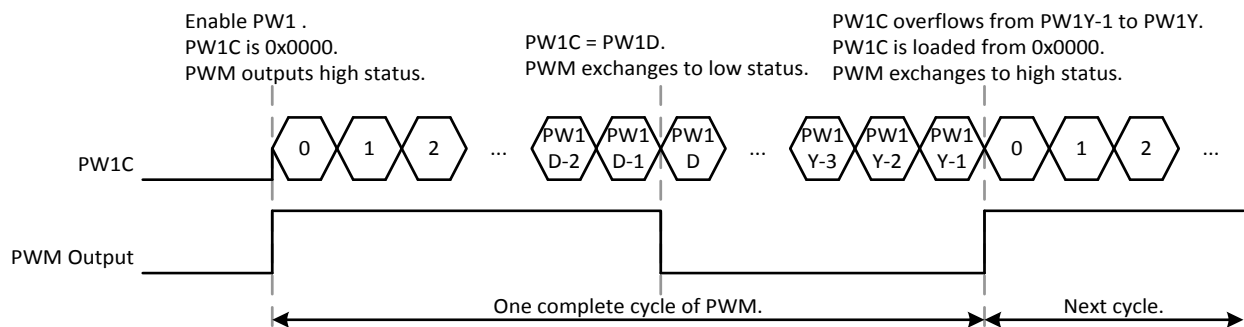 Enable PW1 .
PW1C is 0x0000.
PWM outputs high status.
PW1C = PW1D.
PWM exchanges to low status.
PW1C overflows from PW1Y-1 to PW1Y.
PW1C is loaded from 0x0000.
PWM exchanges to high status.
PW1C
0
1
2
...
PW1
D-2
PW1
D-1
PW1
D
...
PW1
Y-3
PW1
Y-2
PW1
Y-1
0
1
2
...
PWM Output
One complete cycle of PWM.
Next cycle.